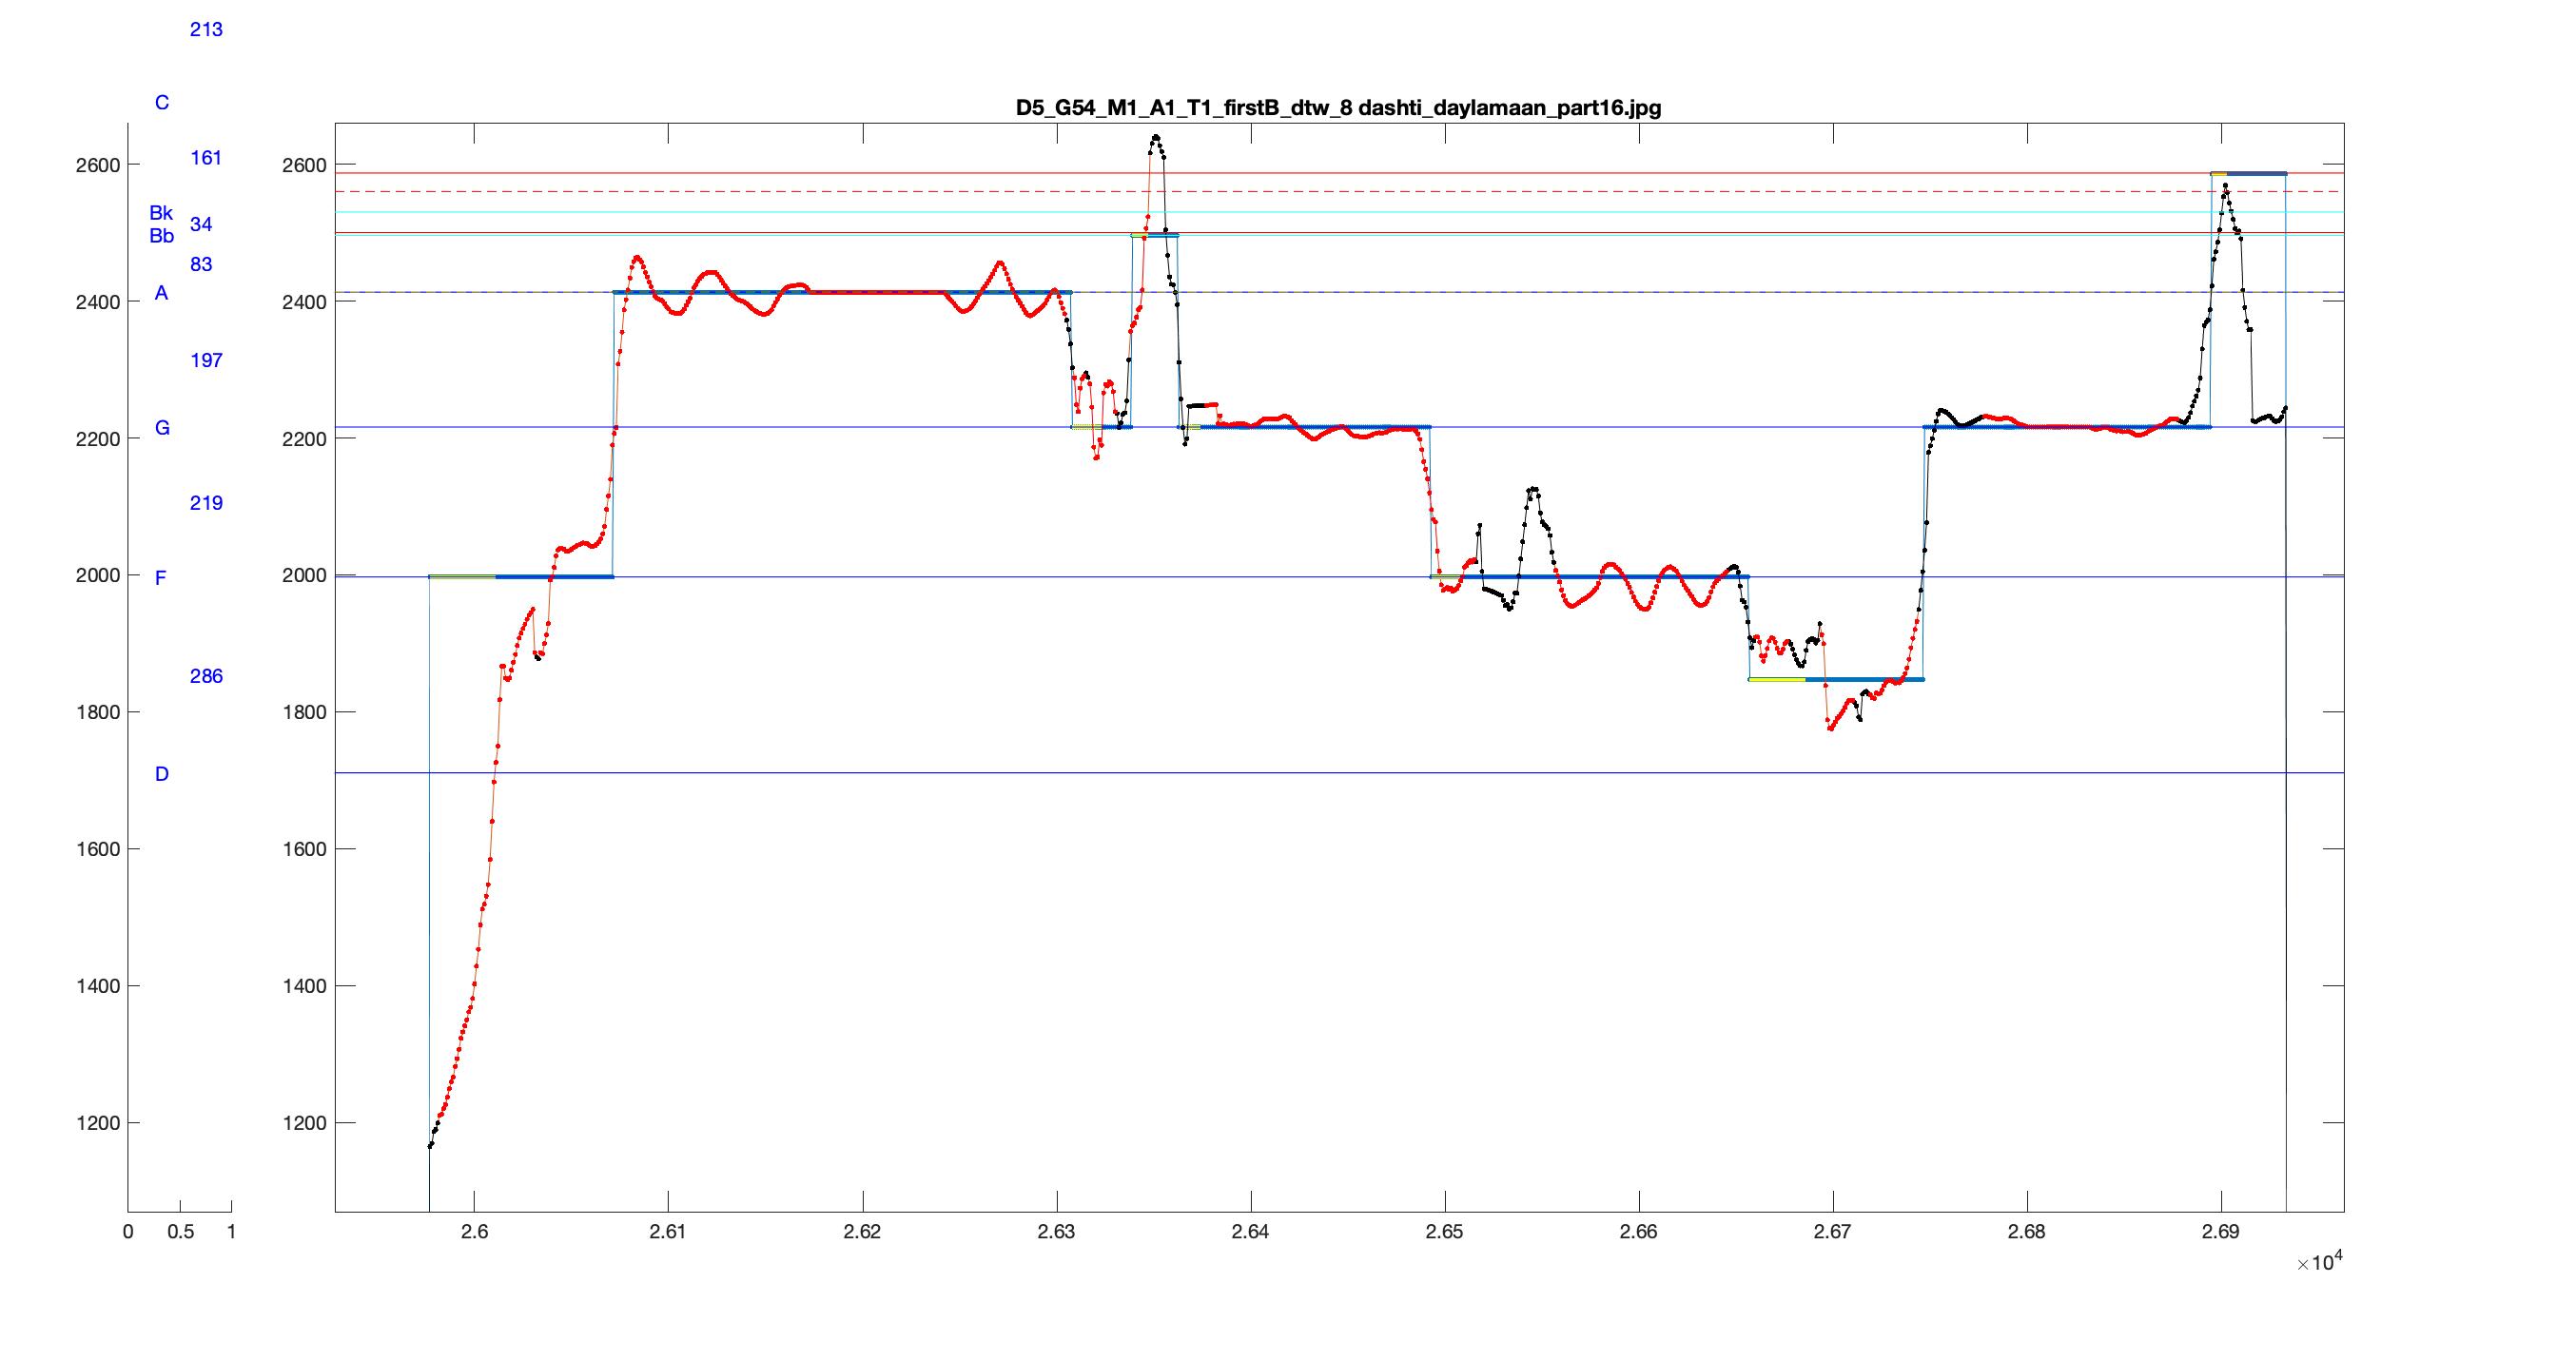 213
C
D5_G54_M1_A1_T1_firstB_dtw_8 dashti_daylamaan_part16.jpg
2600 161 2600
Bk
34
Bb
83
A
2400 2400
197
G
2200 2200
219
2000 F 2000
286
1800 1800
D
1600 1600
1400 1400
1200 1200
0 0.5 1 2.6 2.61 2.62 2.63 2.64 2.65 2.66 2.67 2.68 2.69
×10⁴